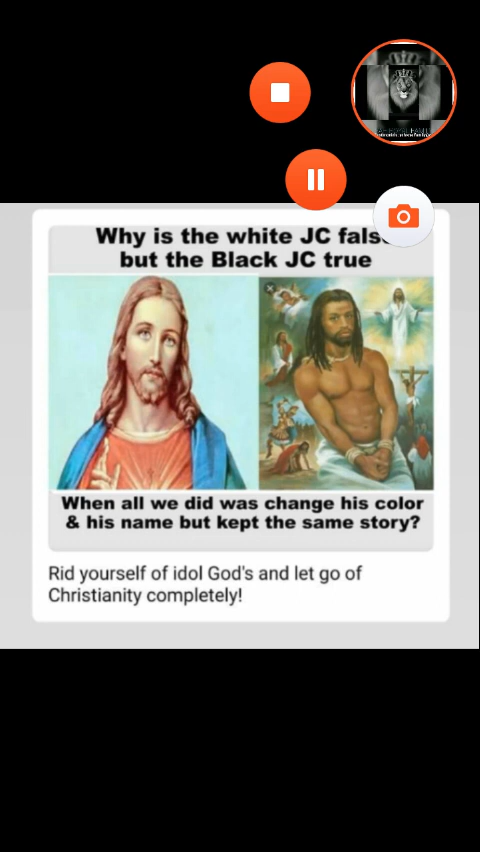 Why is the white JC fals
but the Black JC true
When all we did was change his color
& his name but kept the same story?
Rid yourself of idol God's and let go of
Christianity completely!